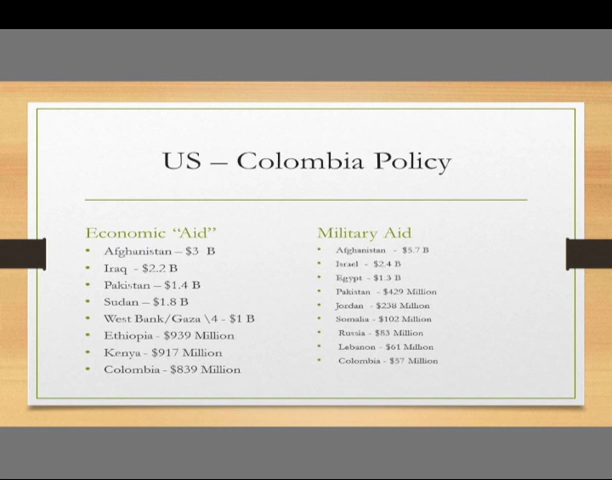 US – Colombia Policy
Economic “Aid”
• Afghanistan – $3 B
• Iraq - $2.2 B
• Pakistan – $1.4 B
• Sudan – $1.8 B
• West Bank/Gaza \4 - $1 B
• Ethiopia - $939 Million
• Kenya - $917 Million
• Colombia - $839 Million
Military Aid
• Afghanistan - $5.7 B
• Israel - $2.4 B
• Egypt - $1.3 B
• Pakistan - $429 Million
• Jordan - $238 Million
• Somalia - $102 Million
• Russia - $83 Million
• Lebanon - $61 Million
• Colombia - $57 Million